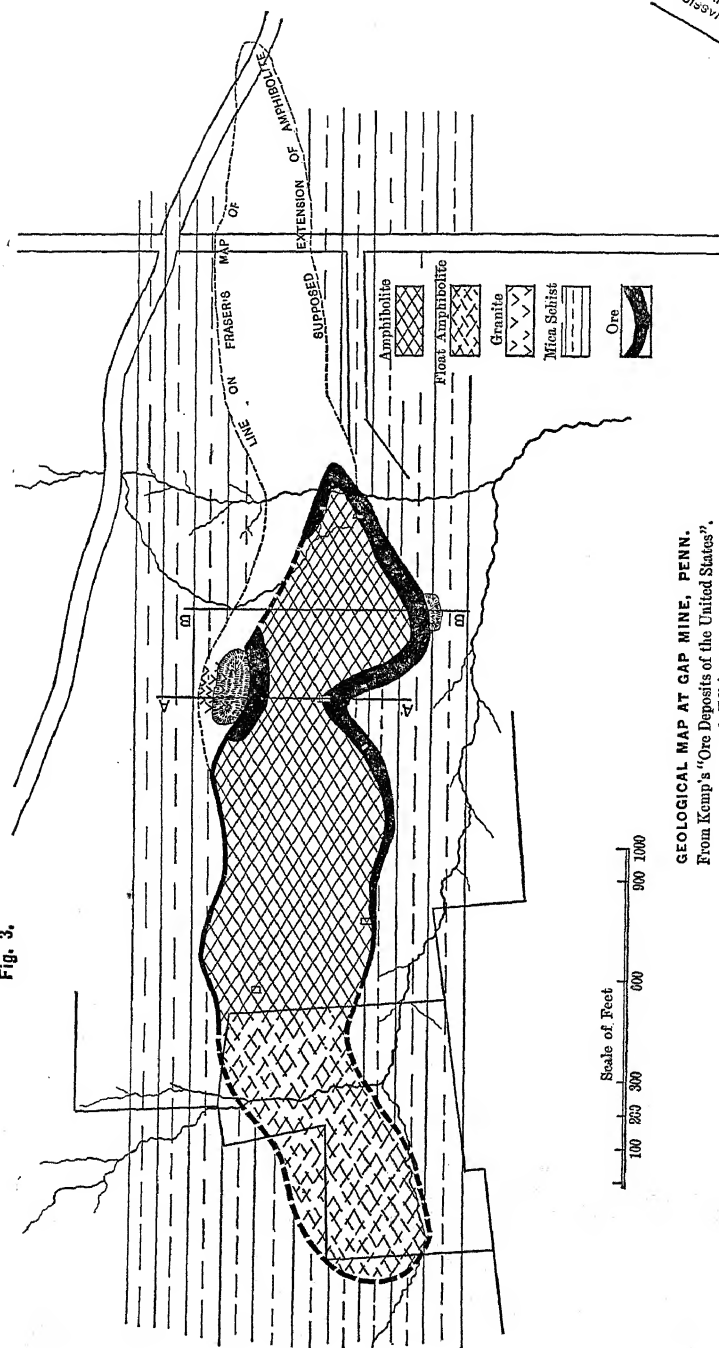 Fig. 3.
LINE ON FRASER'S MAP OF
SUPPOSED EXTENSION OF AMPHIBOLITE
A
B
A'
B
Amphibolite
Float Amphibolite
Granite
Mica Schist
Ore
Scale of Feet
100 200 300 600 900 1000
GEOLOGICAL MAP AT GAP MINE, PENN.
From Kemp's "Ore Deposits of the United States".